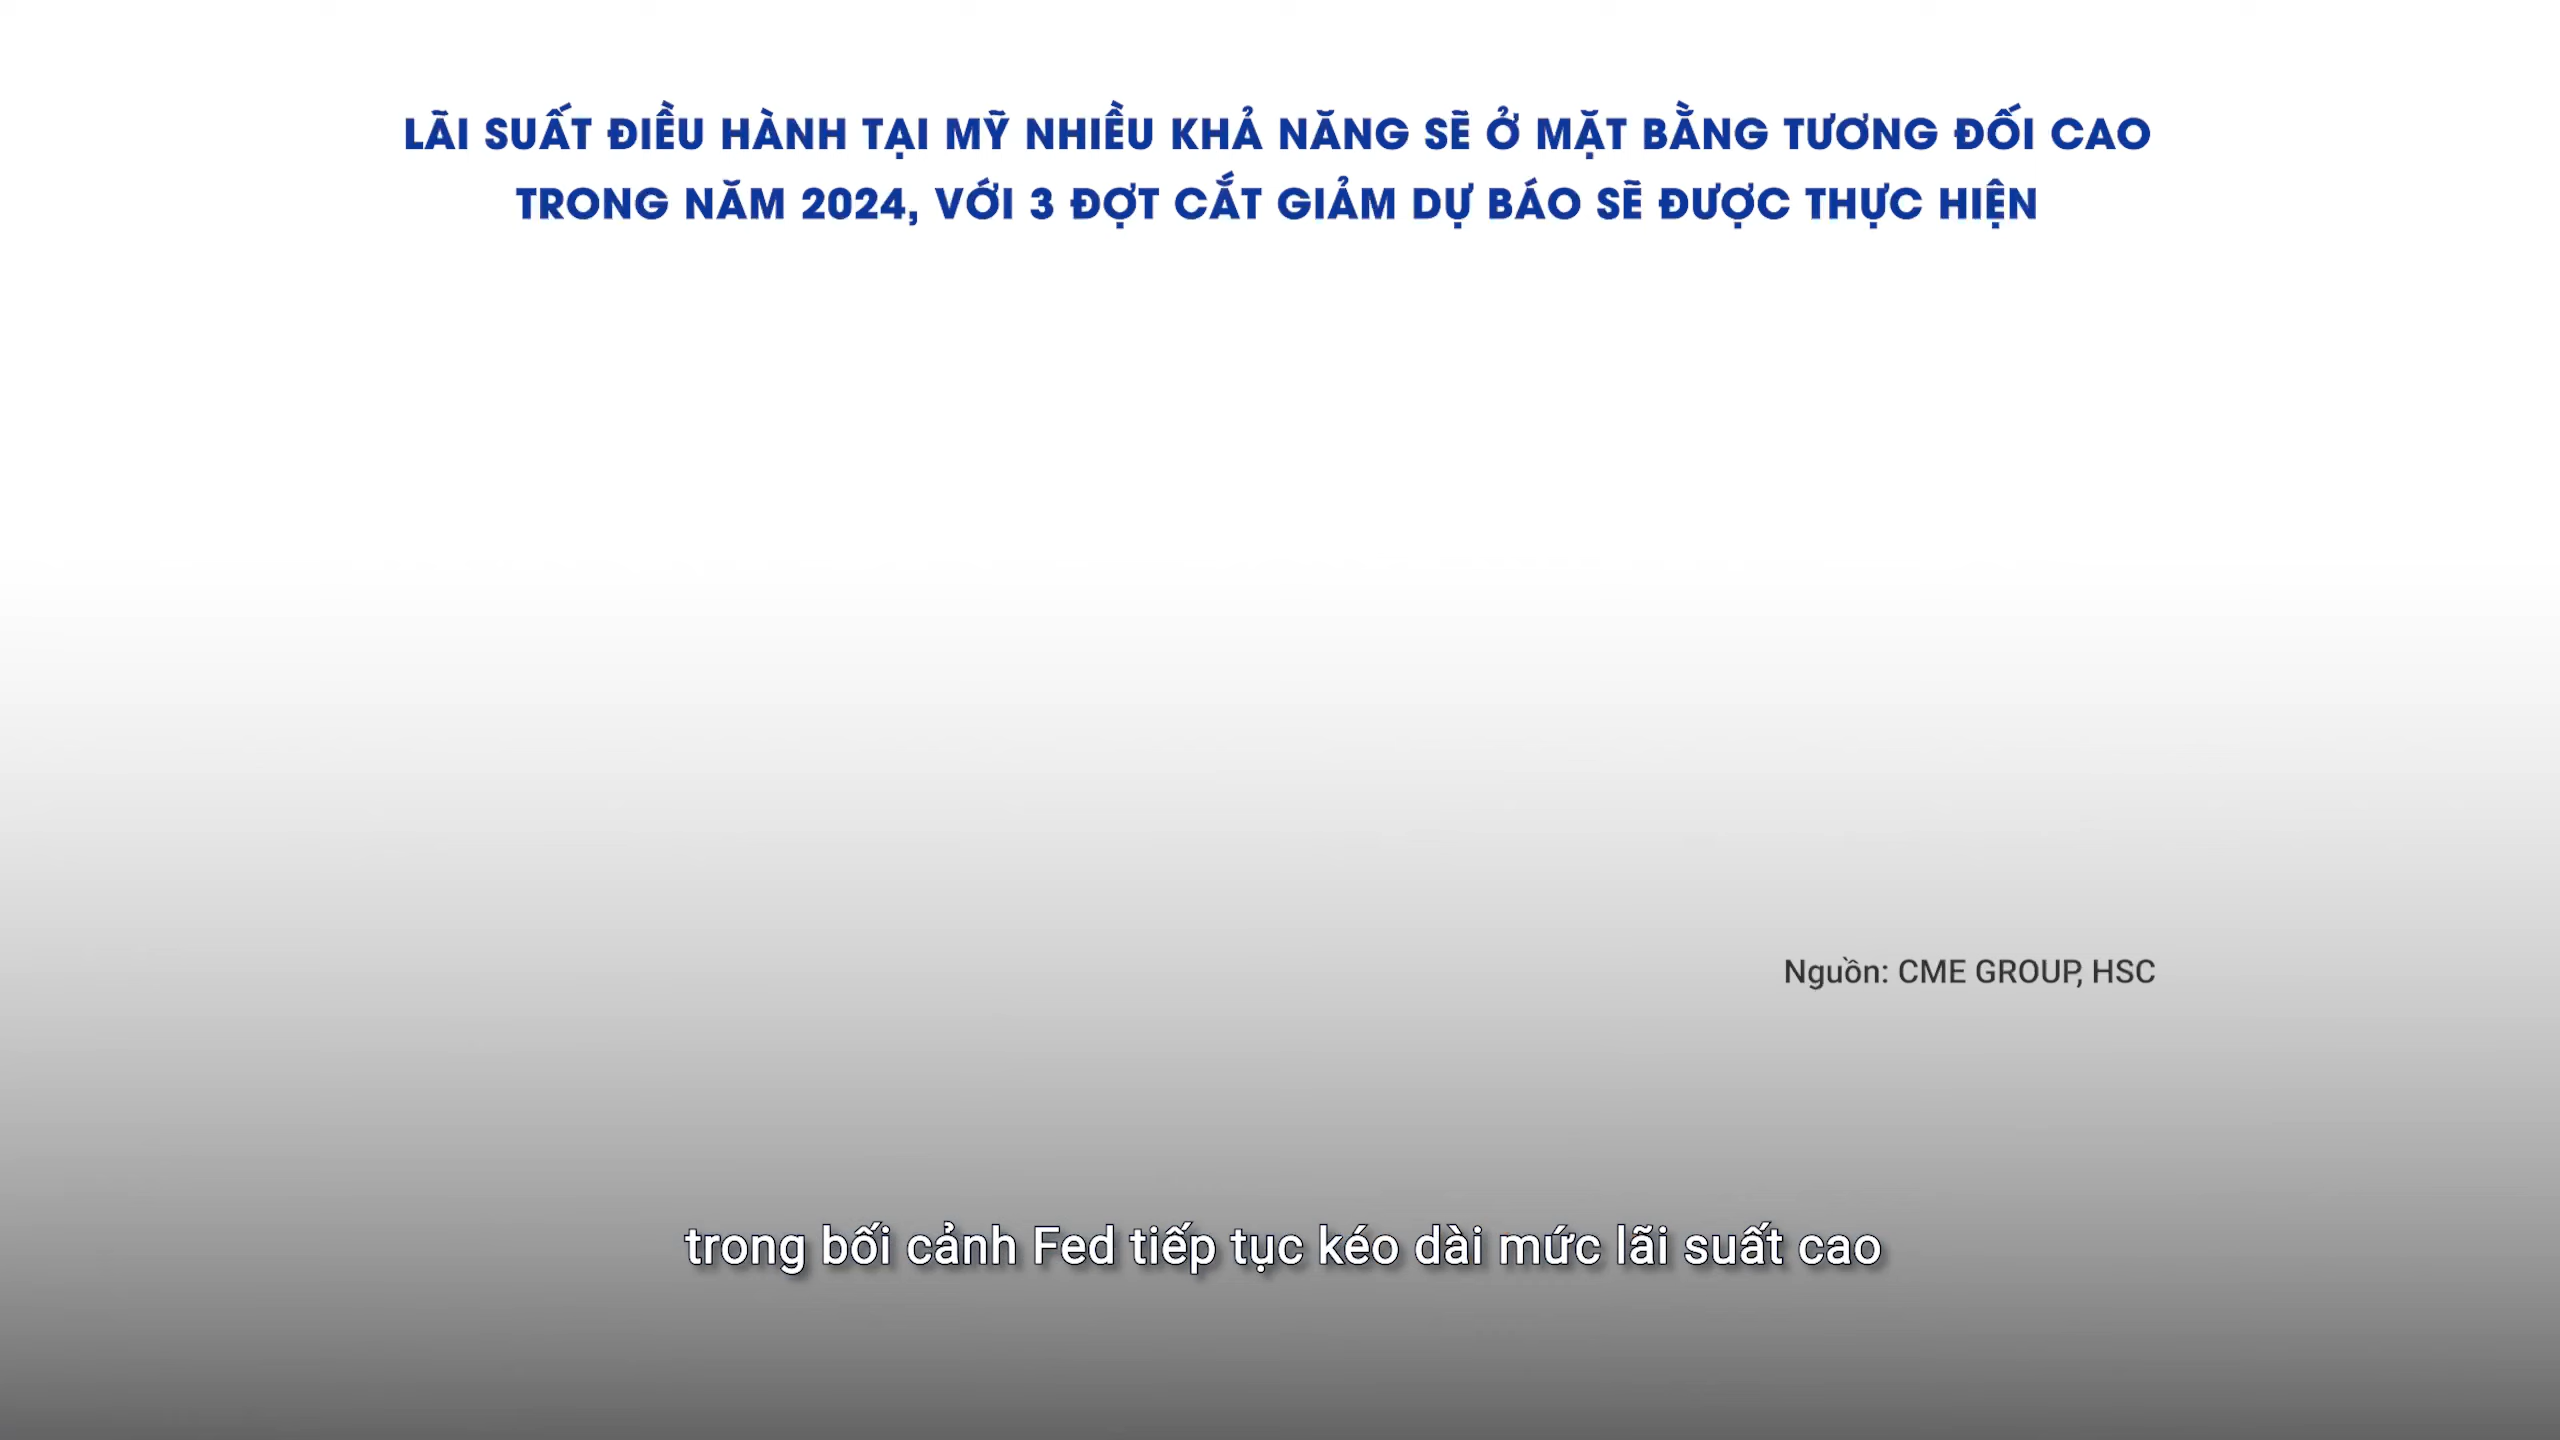 LÃI SUẤT ĐIỀU HÀNH TẠI MỸ NHIỀU KHẢ NĂNG SẼ Ở MẶT BẰNG TƯƠNG ĐỐI CAO
TRONG NĂM 2024, VỚI 3 ĐỢT CẮT GIẢM DỰ BÁO SẼ ĐƯỢC THỰC HIỆN
Nguồn: CME GROUP, HSC
trong bối cảnh Fed tiếp tục kéo dài mức lãi suất cao